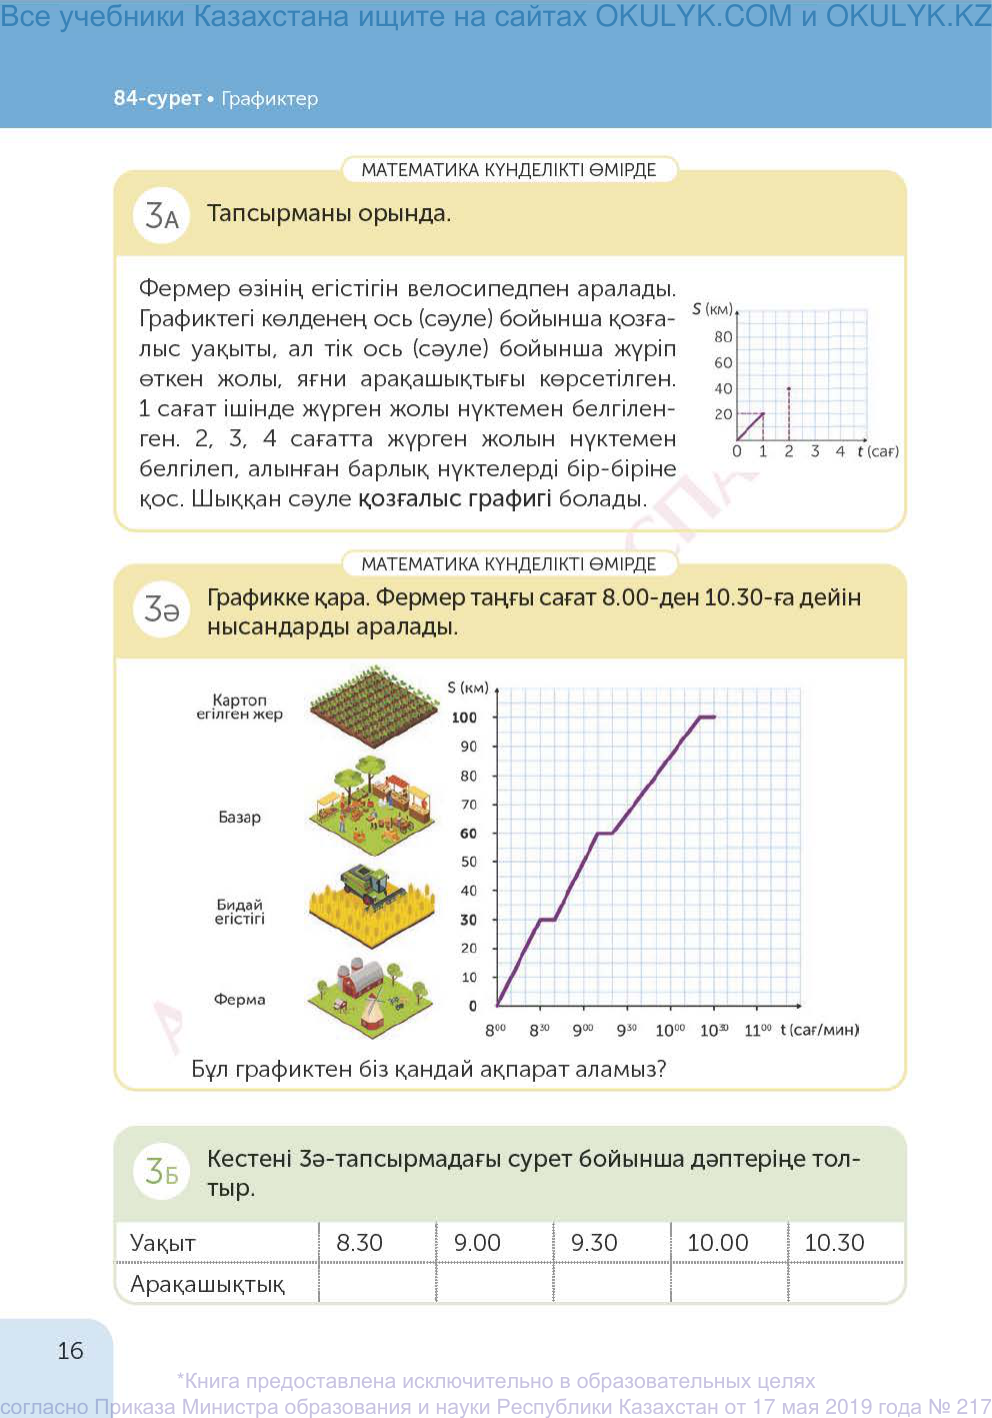 Все учебники Казахстана ищите на сайтах OKULYK.COM и OKULYK.KZ
84-сурет • Графиктер
МАТЕМАТИКА КҮНДЕЛІКТІ ӨМІРДЕ
3А Тапсырманы орында.
Фермер өзінің егістігін велосипедпен аралады.
Графиктегі көлденең ось (сәуле) бойынша қозға-
лыс уақыты, ал тік ось (сәуле) бойынша жүріп
өткен жолы, яғни арақашықтығы көрсетілген.
1 сағат ішінде жүрген жолы нүктемен белгілен-
ген. 2, 3, 4 сағатта жүрген жолын нүктемен
белгілеп, алынған барлық нүктелерді бір-біріне
қос. Шыққан сәуле қозғалыс графигі болады.
S (км)
80
60
40
20
0 1 2 3 4 t (сағ)
МАТЕМАТИКА КҮНДЕЛІКТІ ӨМІРДЕ
3ә Графикке қара. Фермер таңғы сағат 8.00-ден 10.30-ға дейін
нысандарды аралады.
Картоп
егілген жер
Базар
Бидай
егістігі
Ферма
S (км)
100
90
80
70
60
50
40
30
20
10
0
8⁰⁰ 8³⁰ 9⁰⁰ 9³⁰ 10⁰⁰ 10³⁰ 11⁰⁰ t (сағ/мин)
Бұл графиктен біз қандай ақпарат аламыз?
3Б Кестені 3ә-тапсырмадағы сурет бойынша дәптеріңе тол-
тыр.
Уақыт 8.30 9.00 9.30 10.00 10.30
Арақашықтық
16
*Книга предоставлена исключительно в образовательных целях
согласно Приказа Министра образования и науки Республики Казахстан от 17 мая 2019 года № 217